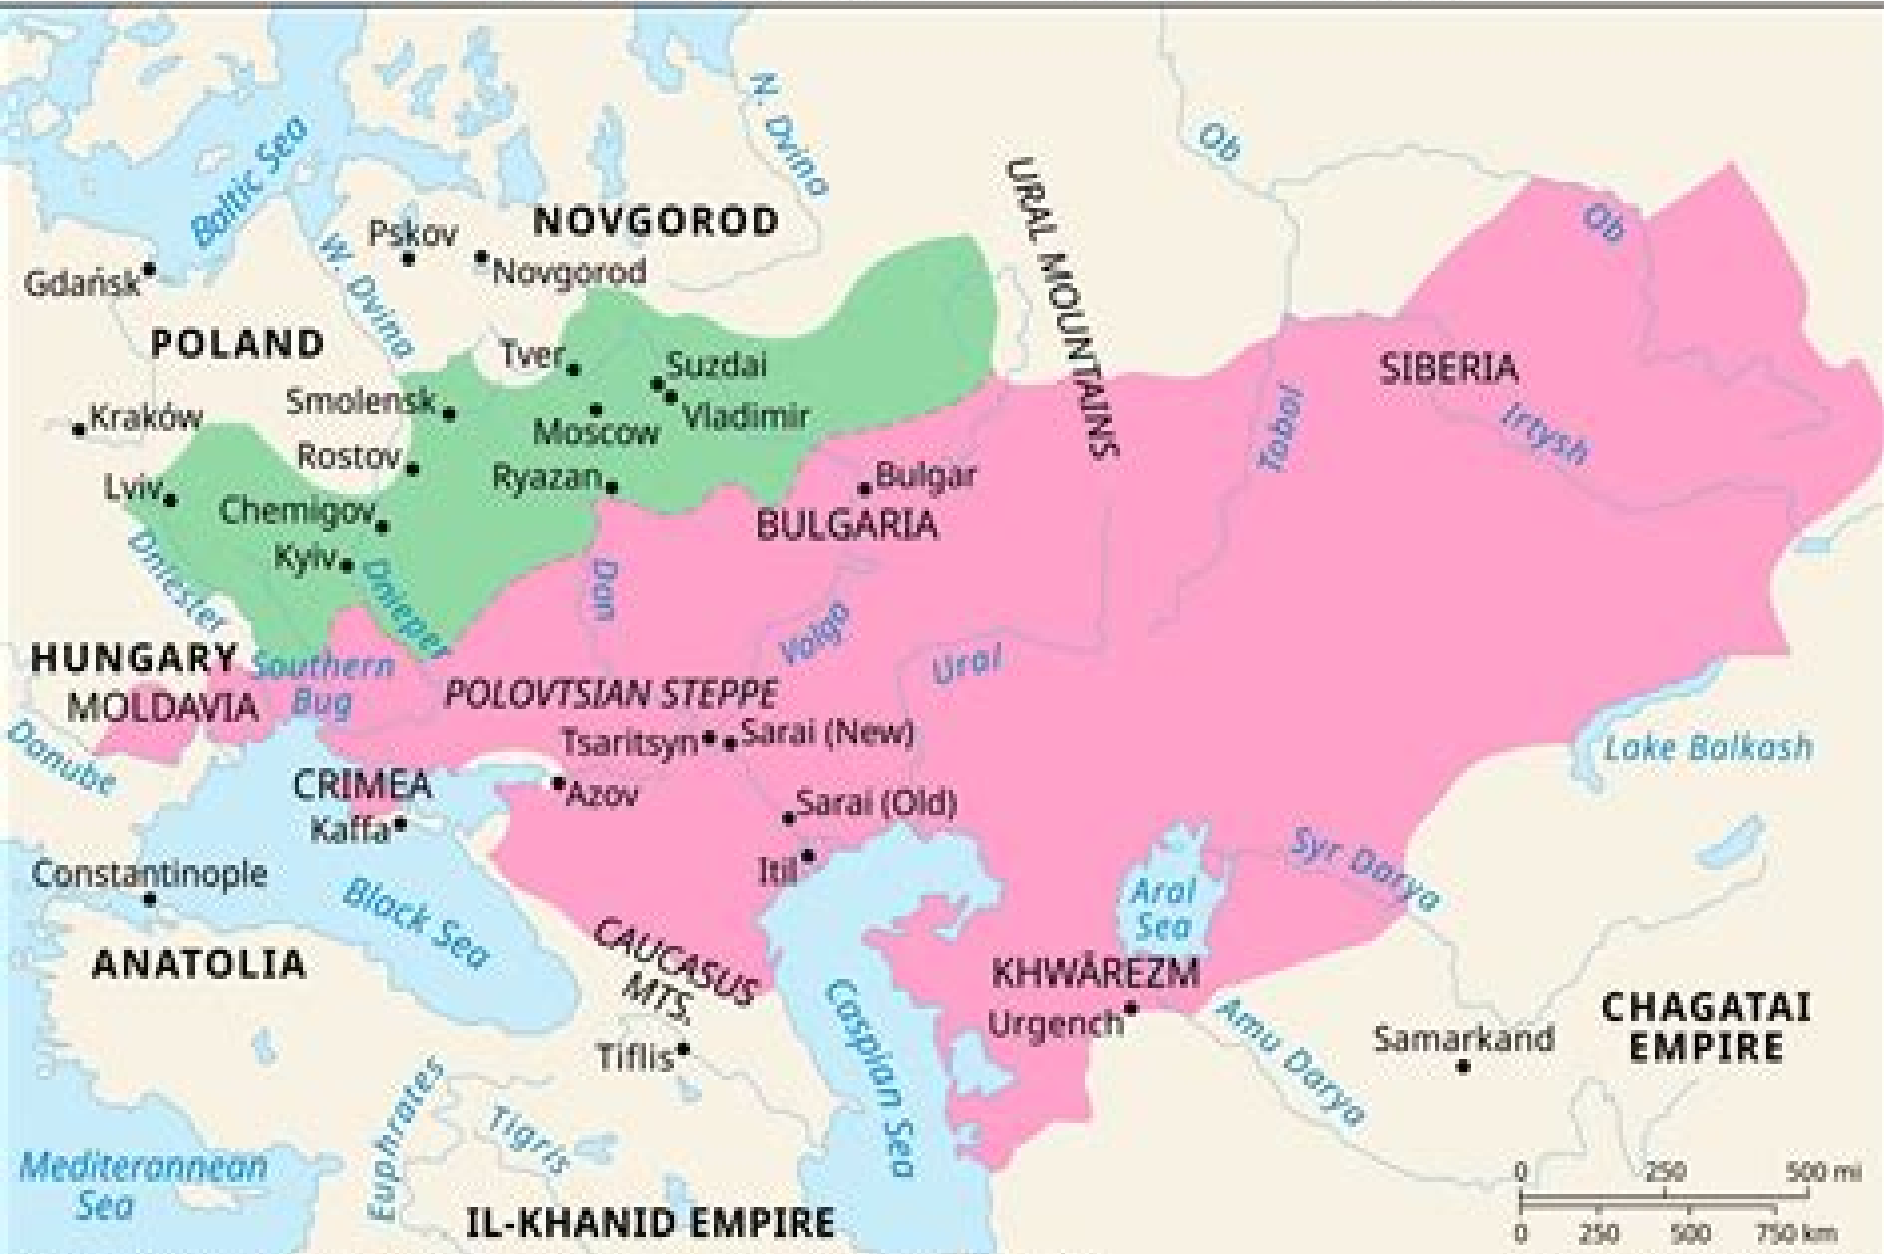 N. Dvina
Ob
Baltic Sea
URAL MOUNTAINS
Pskov
NOVGOROD
Ob
Gdańsk
W. Dvina
Novgorod
POLAND
Tver
Suzdai
SIBERIA
Smolensk
Vladimir
Kraków
Moscow
Tobol
Irtysh
Rostov
Lviv
Ryazan
Bulgar
Chemigov
BULGARIA
Kyiv
Dniester
Dnieper
Don
Volga
HUNGARY
Southern
Bug
Ural
MOLDAVIA
POLOVTSIAN STEPPE
Danube
Tsaritsyn
Sarai (New)
Lake Balkash
CRIMEA
Azov
Sarai (Old)
Kaffa
Syr Darya
Constantinople
Itil
Black Sea
Aral
Sea
ANATOLIA
CAUCASUS
MTS.
KHWĀREZM
Caspian Sea
Urgench
Amu Darya
CHAGATAI
EMPIRE
Tiflis
Samarkand
Euphrates
Tigris
Mediterannean
Sea
IL-KHANID EMPIRE
0 250 500 mi
0 250 500 750 km